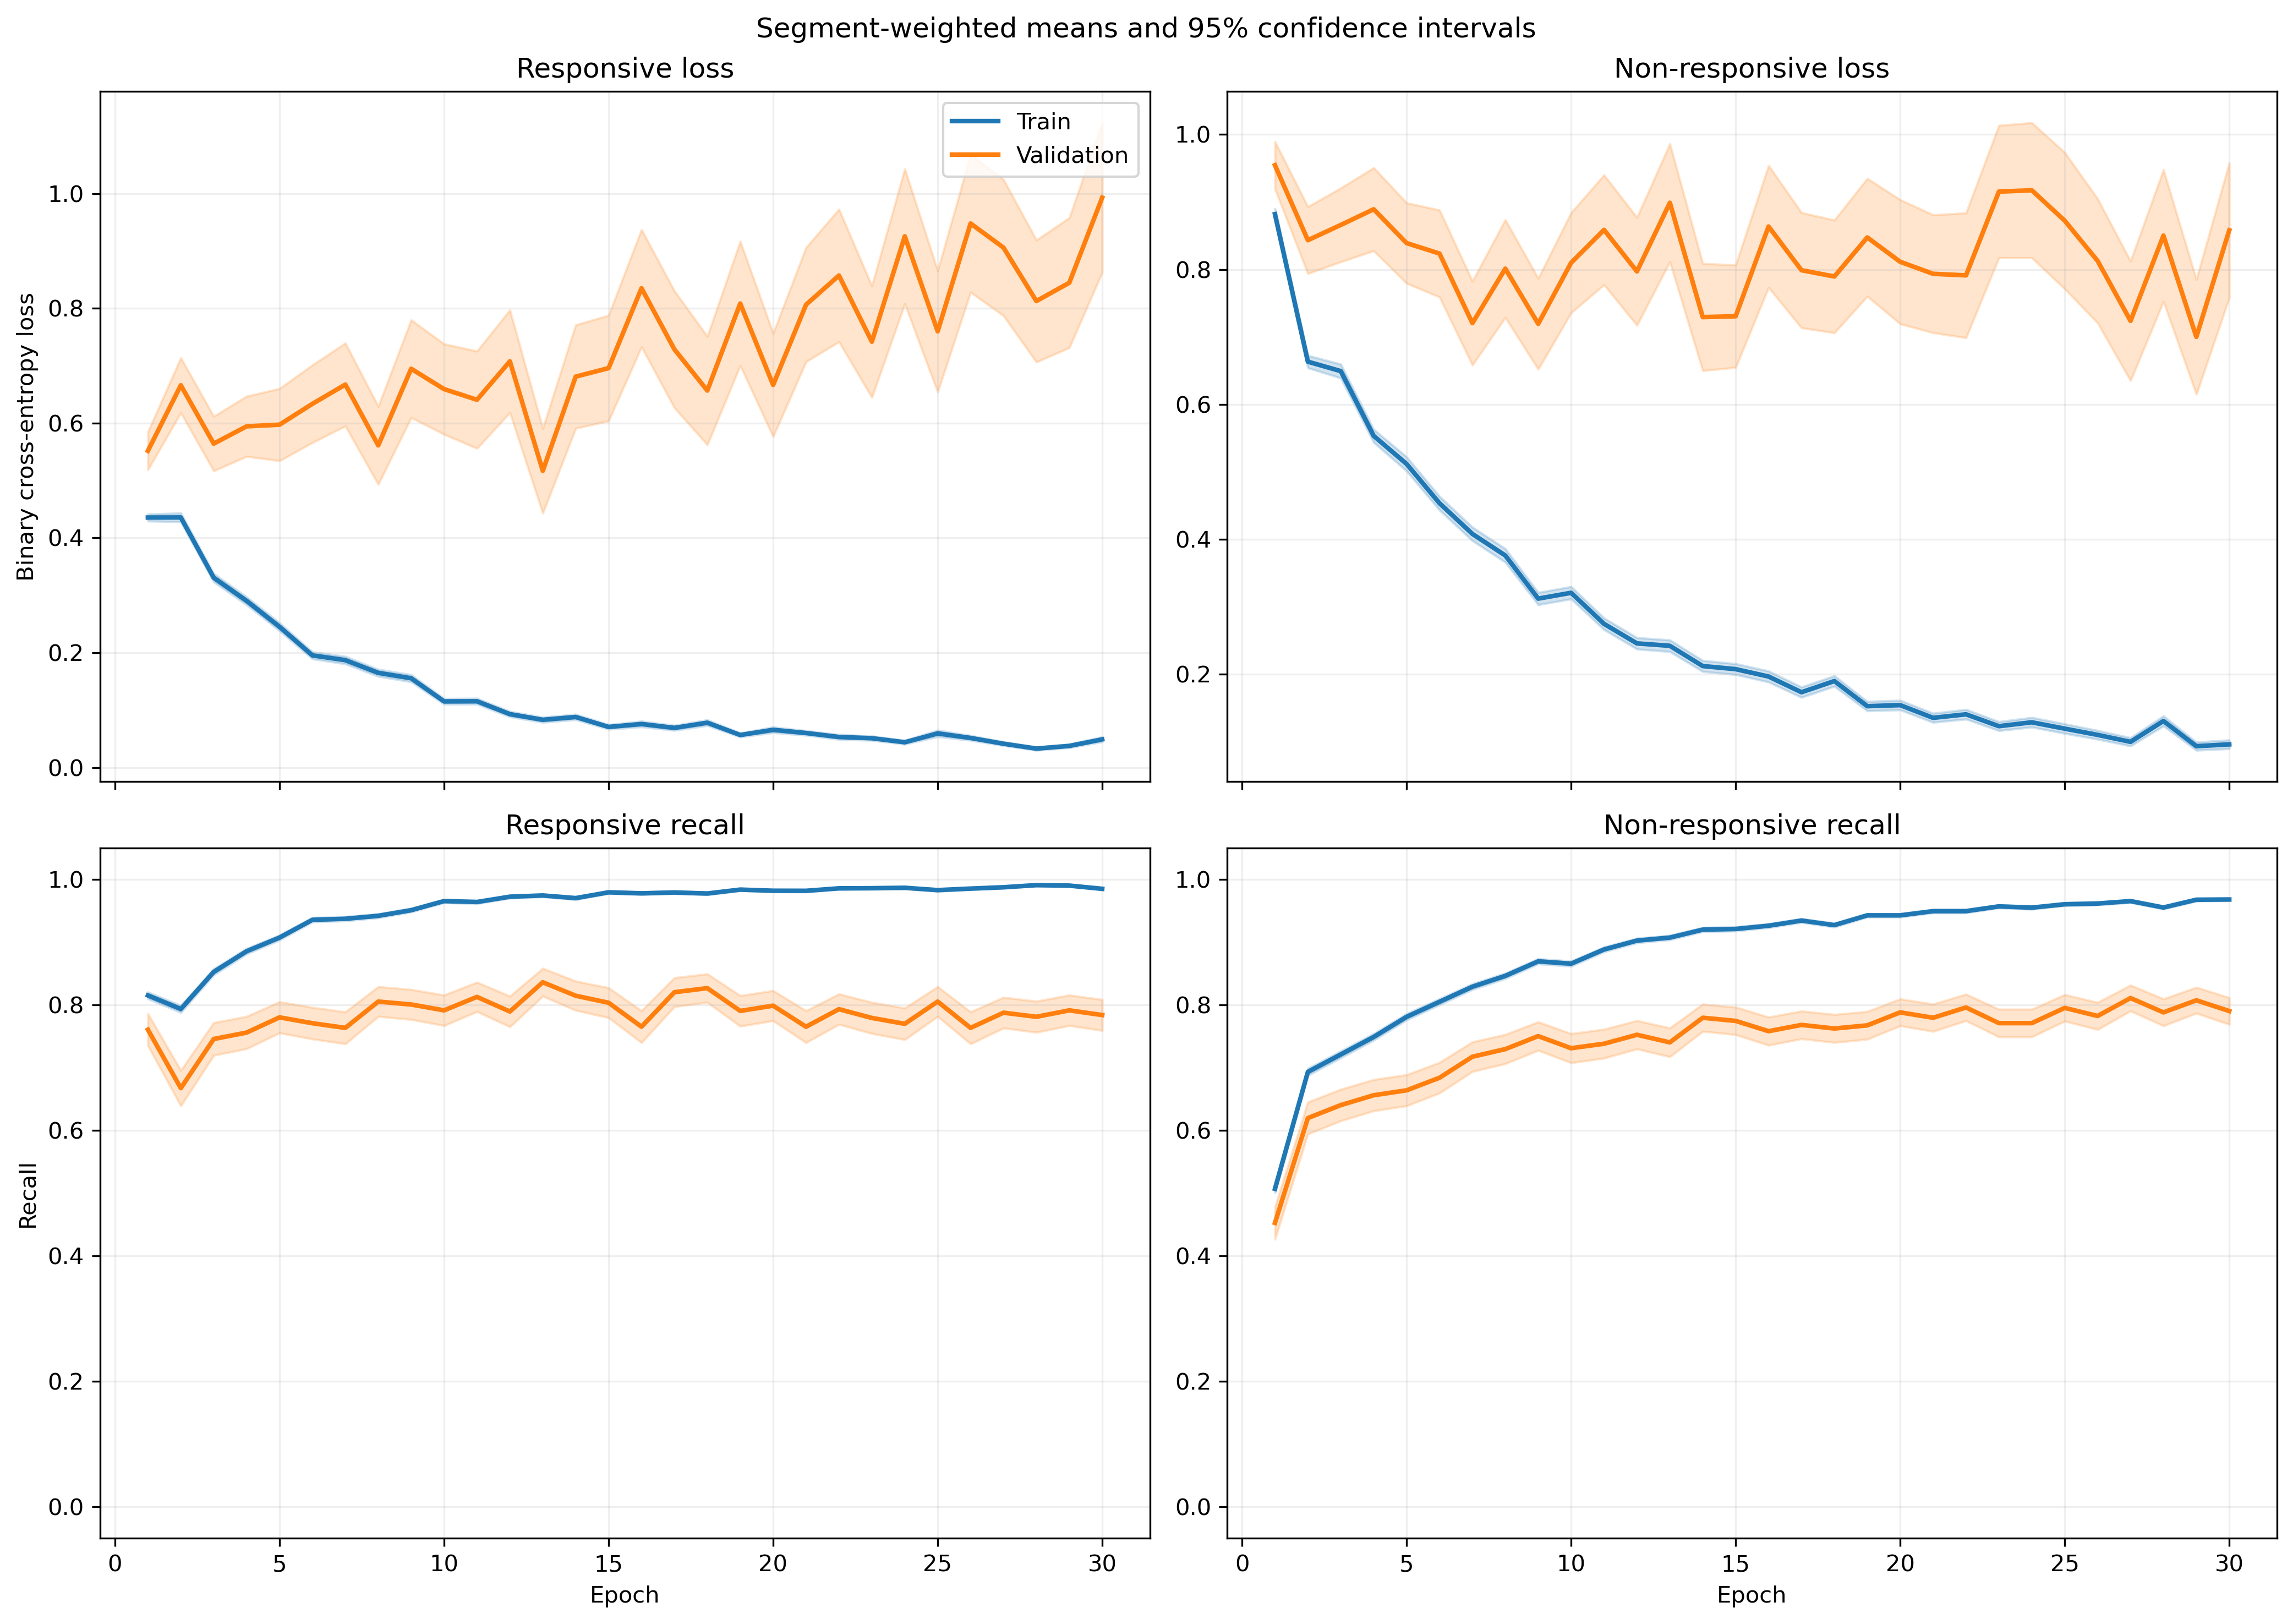 Segment-weighted means and 95% confidence intervals
Responsive loss
Non-responsive loss
Train
Validation
Binary cross-entropy loss
1.0
0.8
0.6
0.4
0.2
0.0
1.0
0.8
0.6
0.4
0.2
Responsive recall
Non-responsive recall
Recall
1.0
0.8
0.6
0.4
0.2
0.0
1.0
0.8
0.6
0.4
0.2
0.0
0 5 10 15 20 25 30
0 5 10 15 20 25 30
Epoch
Epoch